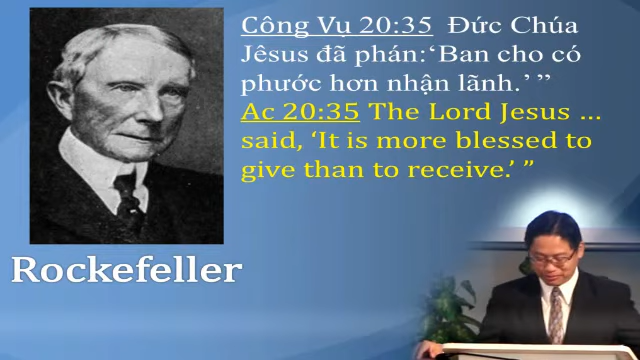 Công Vụ 20:35 Đức Chúa
Jêsus đã phán:‘Ban cho có
phước hơn nhận lãnh.’ ”
Ac 20:35 The Lord Jesus ...
said, ‘It is more blessed to
give than to receive.’ ”
Rockefeller